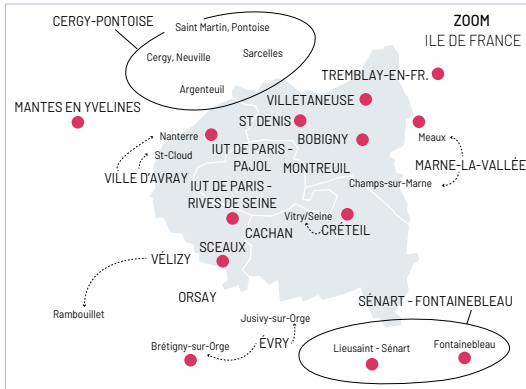 CERGY-PONTOISE
Saint Martin, Pontoise
Cergy, Neuville
Sarcelles
Argenteuil
ZOOM
ILE DE FRANCE
TREMBLAY-EN-FR.
VILLETANEUSE
MANTES EN YVELINES
ST DENIS
Nanterre
BOBIGNY
Meaux
St-Cloud
IUT DE PARIS -
PAJOL
MONTREUIL
MARNE-LA-VALLÉE
VILLE D'AVRAY
Champs-sur-Marne
IUT DE PARIS -
RIVES DE SEINE
Vitry/Seine
CACHAN
CRÉTEIL
SCEAUX
VÉLIZY
ORSAY
SÉNART - FONTAINEBLEAU
Rambouillet
Jusivy-sur-Orge
Brétigny-sur-Orge
ÉVRY
Lieusaint - Sénart
Fontainebleau